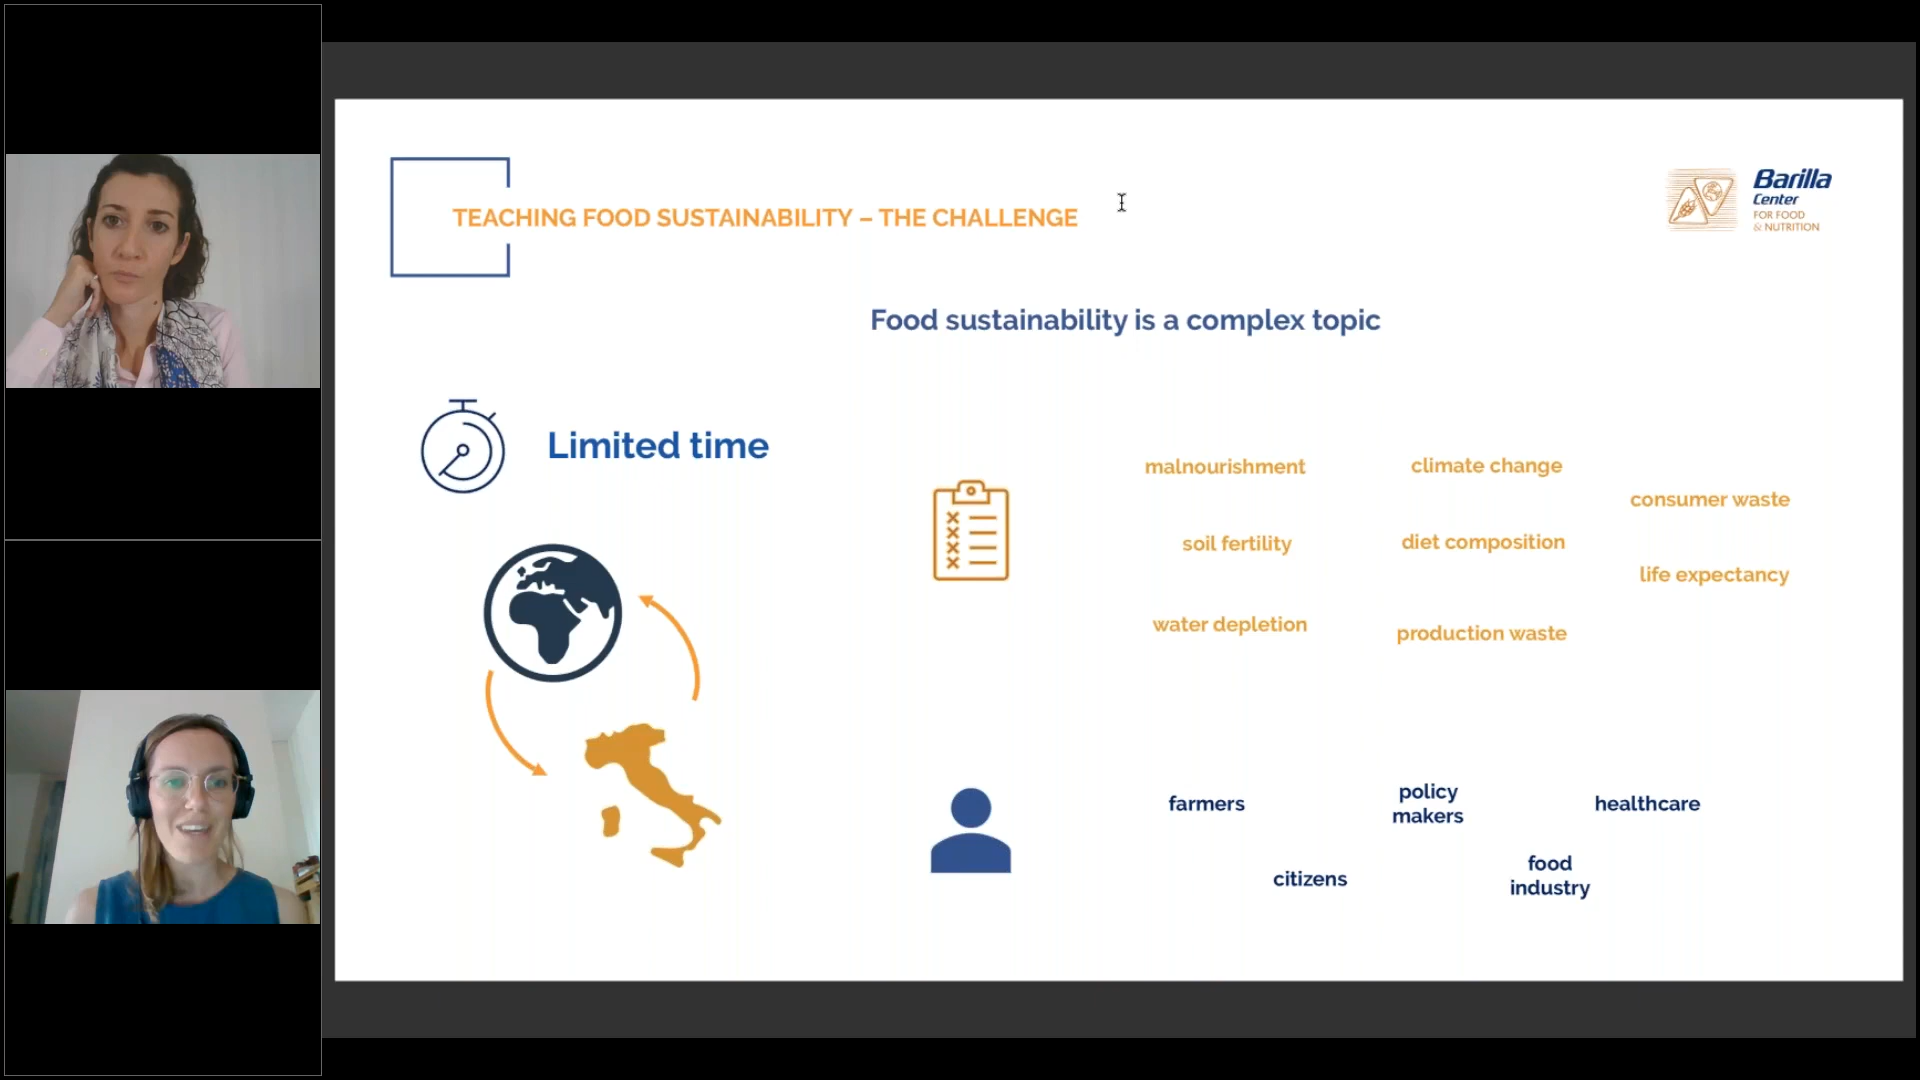 TEACHING FOOD SUSTAINABILITY – THE CHALLENGE
Barilla
Center
FOR FOOD
& NUTRITION
Food sustainability is a complex topic
Limited time
malnourishment
climate change
consumer waste
soil fertility
diet composition
life expectancy
water depletion
production waste
farmers
policy
makers
healthcare
citizens
food
industry